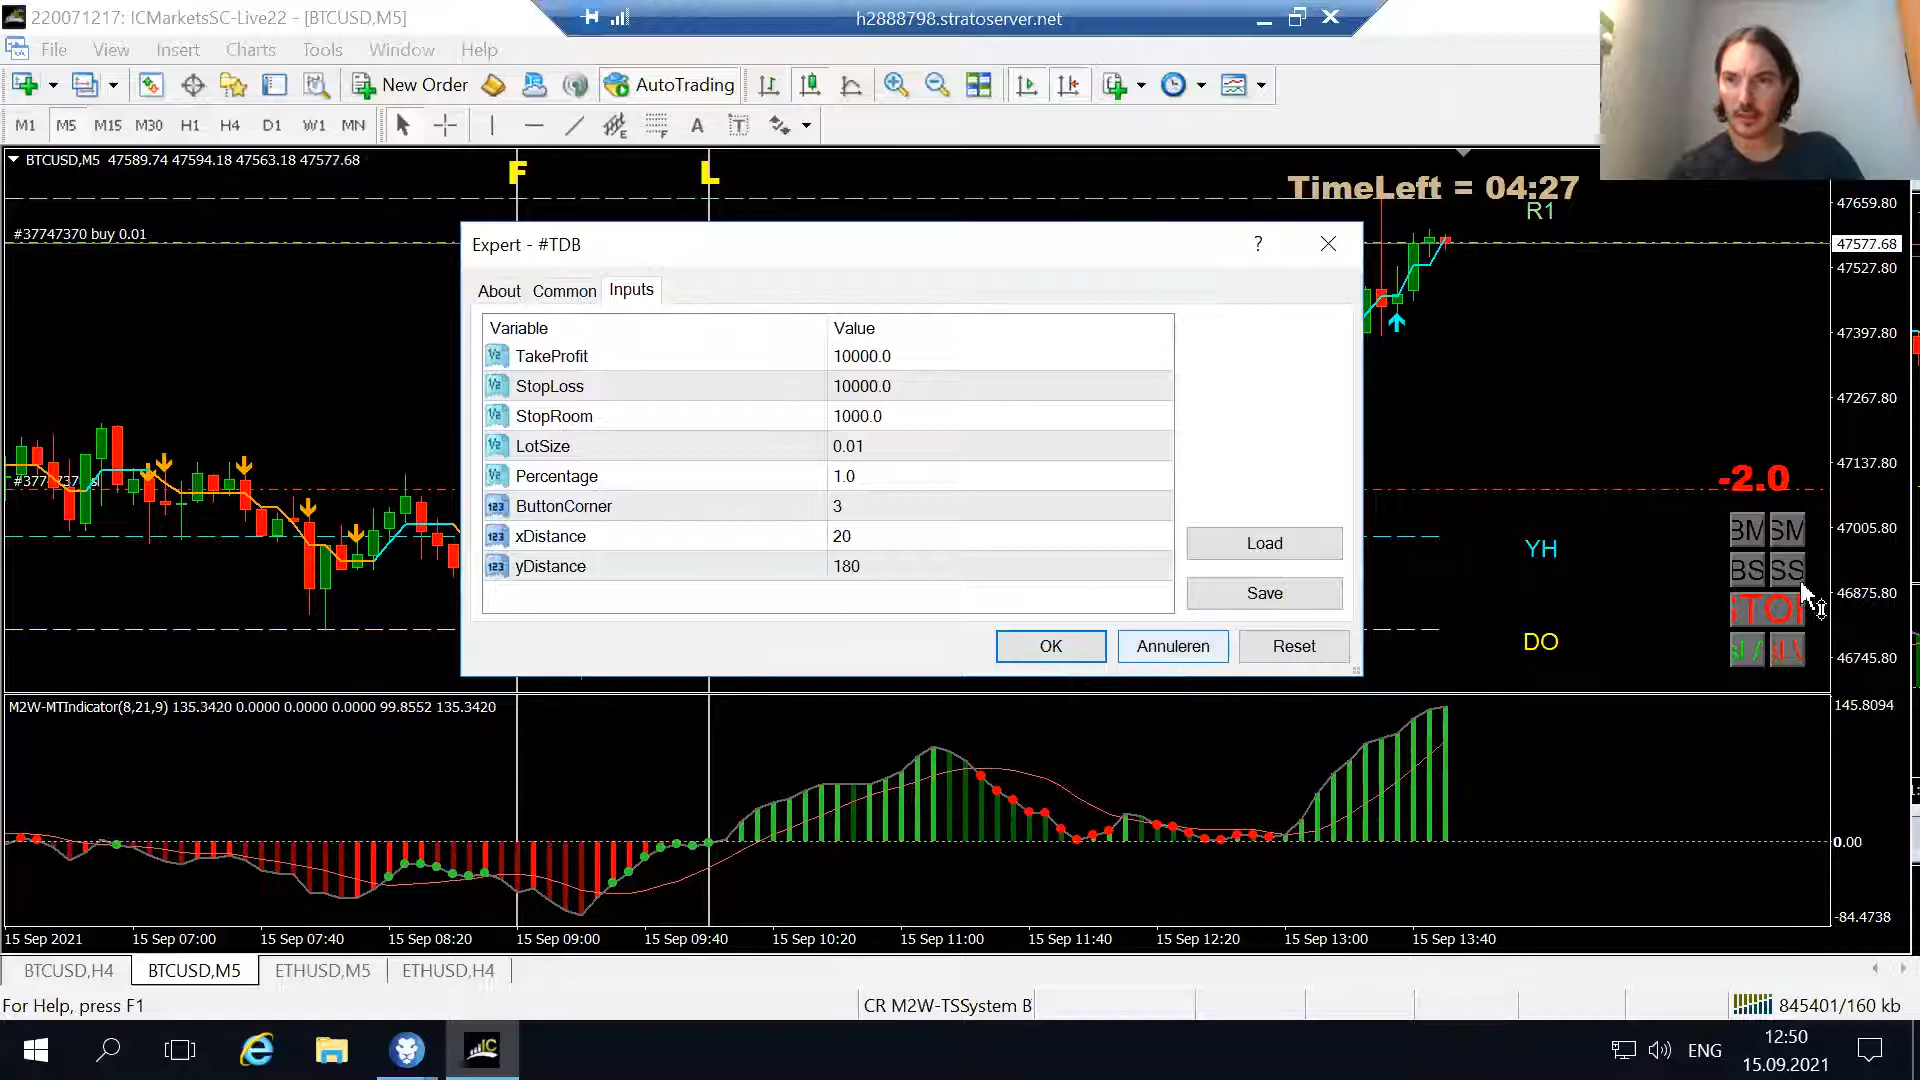 220071217: ICMarketsSC-Live22 - [BTCUSD,M5]
h2888798.stratoserver.net
File View Insert Charts Tools Window Help
New Order AutoTrading
M1 M5 M15 M30 H1 H4 D1 W1 MN A T
BTCUSD,M5 47589.74 47594.18 47563.18 47577.68
F L
TimeLeft = 04:27
R1
47659.80
#37747370 buy 0.01
47577.68
47527.80
47397.80
47267.80
47137.80
47005.80
46875.80
46745.80
Expert - #TDB
About Common Inputs
Variable Value
TakeProfit 10000.0
StopLoss 10000.0
StopRoom 1000.0
LotSize 0.01
Percentage 1.0
ButtonCorner 3
xDistance 20
yDistance 180
Load
Save
OK Annuleren Reset
-2.0
BM SM
YH
BS SS
DO
M2W-MTIndicator(8,21,9) 135.3420 0.0000 0.0000 0.0000 99.8552 135.3420
145.8094
0.00
-84.4738
15 Sep 2021 15 Sep 07:00 15 Sep 07:40 15 Sep 08:20 15 Sep 09:00 15 Sep 09:40 15 Sep 10:20 15 Sep 11:00 15 Sep 11:40 15 Sep 12:20 15 Sep 13:00 15 Sep 13:40
BTCUSD,H4 BTCUSD,M5 ETHUSD,M5 ETHUSD,H4
For Help, press F1
CR M2W-TSSystem B
845401/160 kb
ENG
12:50
15.09.2021